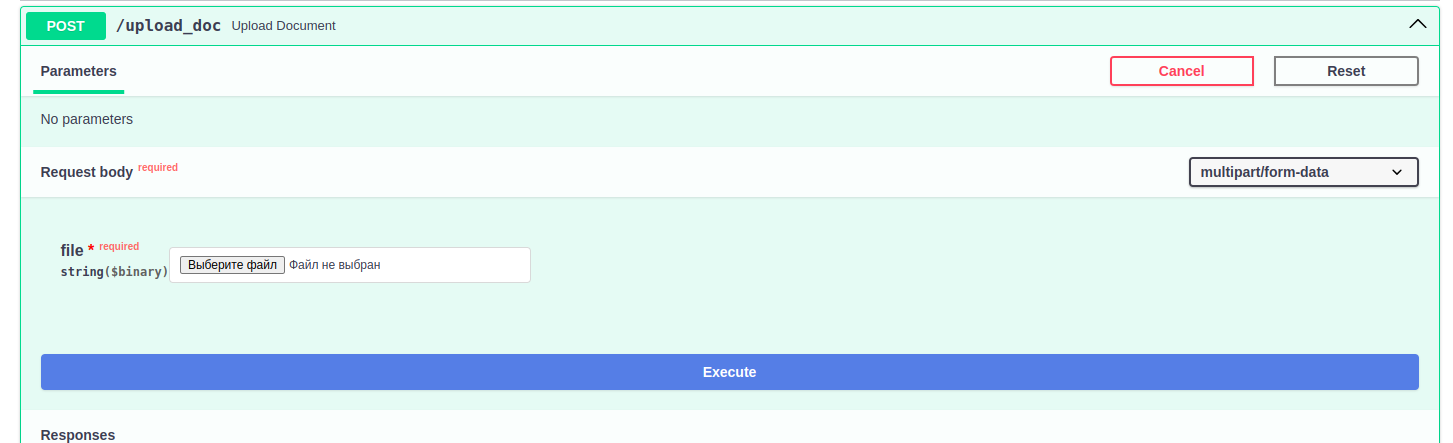 POST /upload_doc Upload Document
Parameters Cancel Reset
No parameters
Request body required multipart/form-data
file * required
string($binary) Выберите файл Файл не выбран
Execute
Responses